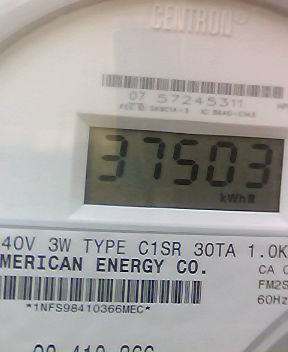 CENTRON®
07 57245311
37503
kWh
40V 3W TYPE C1SR 30TA 1.0K
MERICAN ENERGY CO.
CA
FM2S
60Hz
*1NFS98410366MEC*